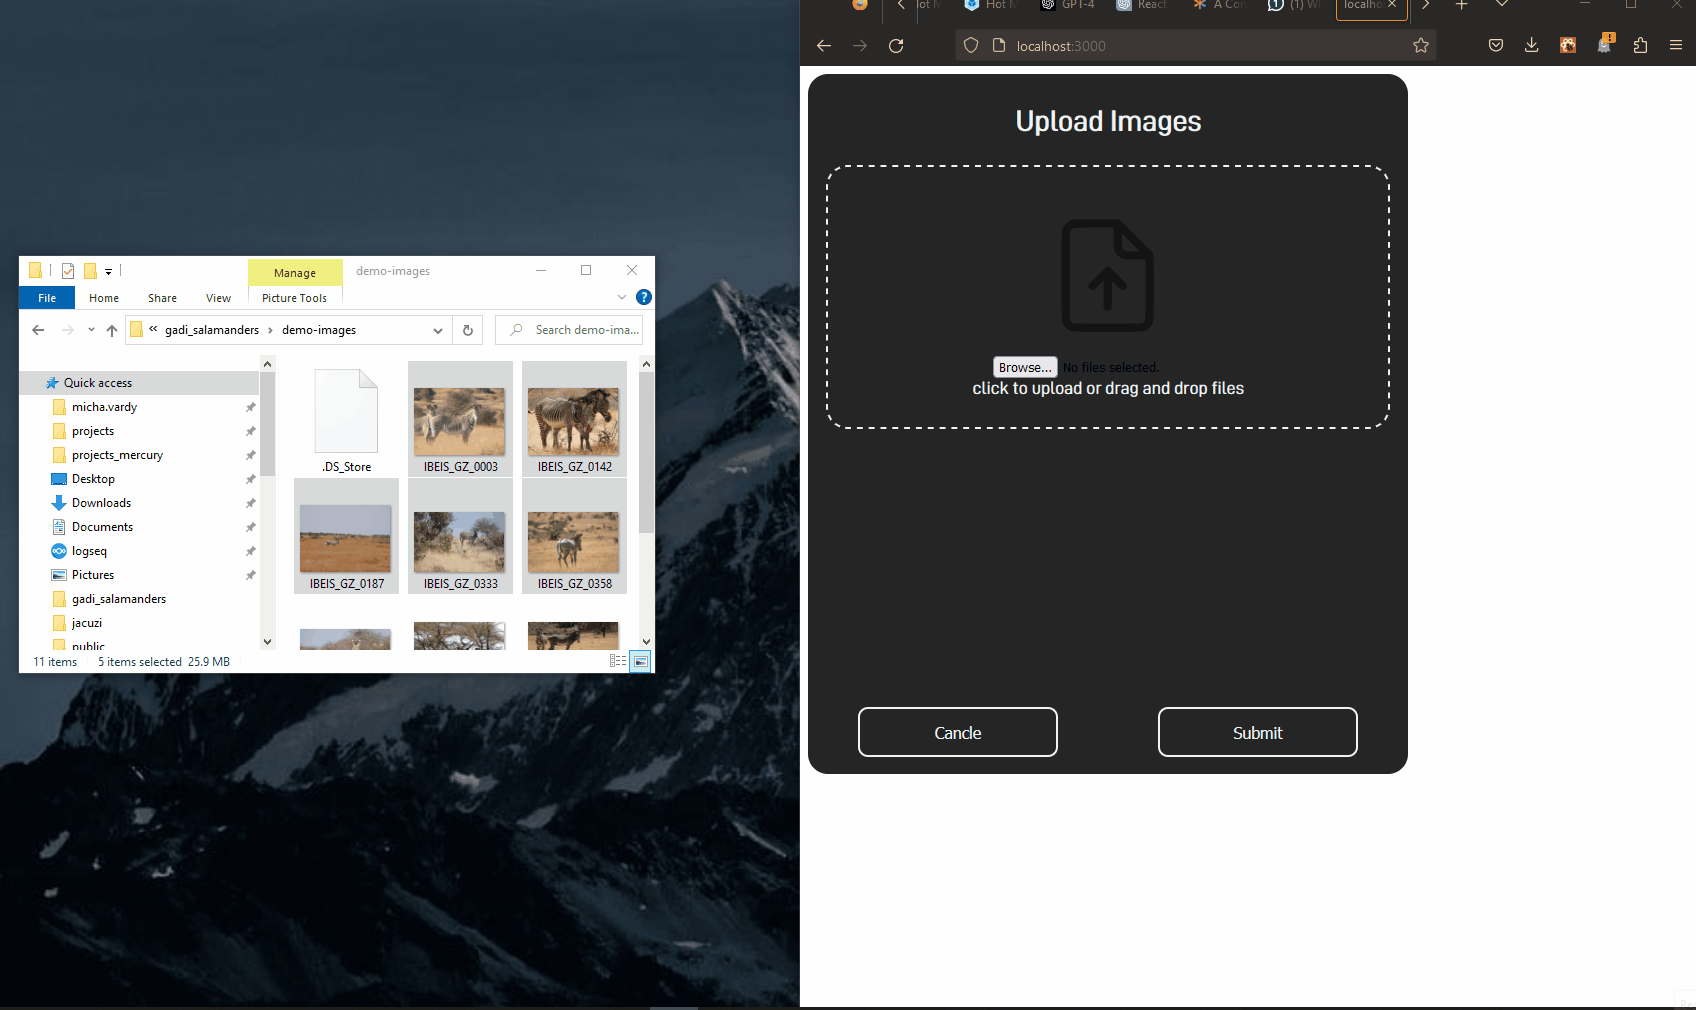 Manage
demo-images
File
Home
Share
View
Picture Tools
«
gadi_salamanders
demo-images
Search demo-ima...
Quick access
micha.vardy
projects
projects_mercury
Desktop
Downloads
Documents
logseq
Pictures
gadi_salamanders
jacuzi
public
.DS_Store
IBEIS_GZ_0003
IBEIS_GZ_0142
IBEIS_GZ_0187
IBEIS_GZ_0333
IBEIS_GZ_0358
11 items
5 items selected 25.9 MB
Hot M
GPT-4
React
A Con
(1) W
localho
localhost:3000
Upload Images
Browse...
No files selected.
click to upload or drag and drop files
Cancle
Submit